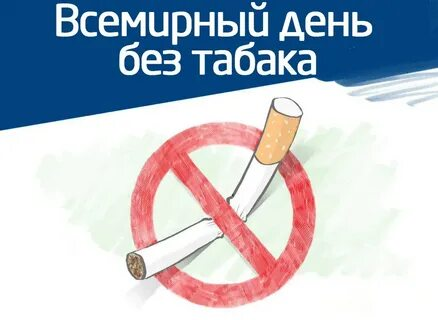 Всемирный день
без табака